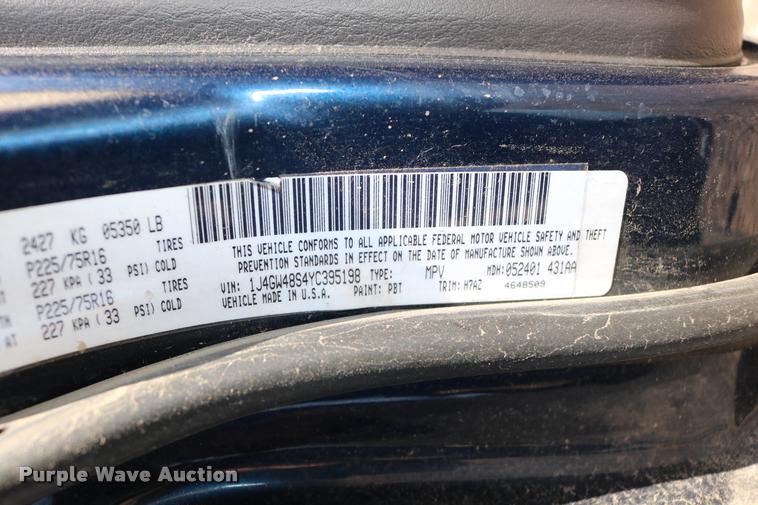 2427 KG 05350 LB
P225/75R16 TIRES
227 KPA ( 33 PSI) COLD
P225/75R16 TIRES
AT 227 KPA ( 33 PSI) COLD
THIS VEHICLE CONFORMS TO ALL APPLICABLE FEDERAL MOTOR VEHICLE SAFETY AND THEFT
PREVENTION STANDARDS IN EFFECT ON THE DATE OF MANUFACTURE SHOWN ABOVE.
VIN: 1J4GW48S4YC395198 TYPE: MPV MDH: 052401 431AA
VEHICLE MADE IN U.S.A. PAINT: PBT TRIM: H7AZ 4648509
Purple Wave Auction